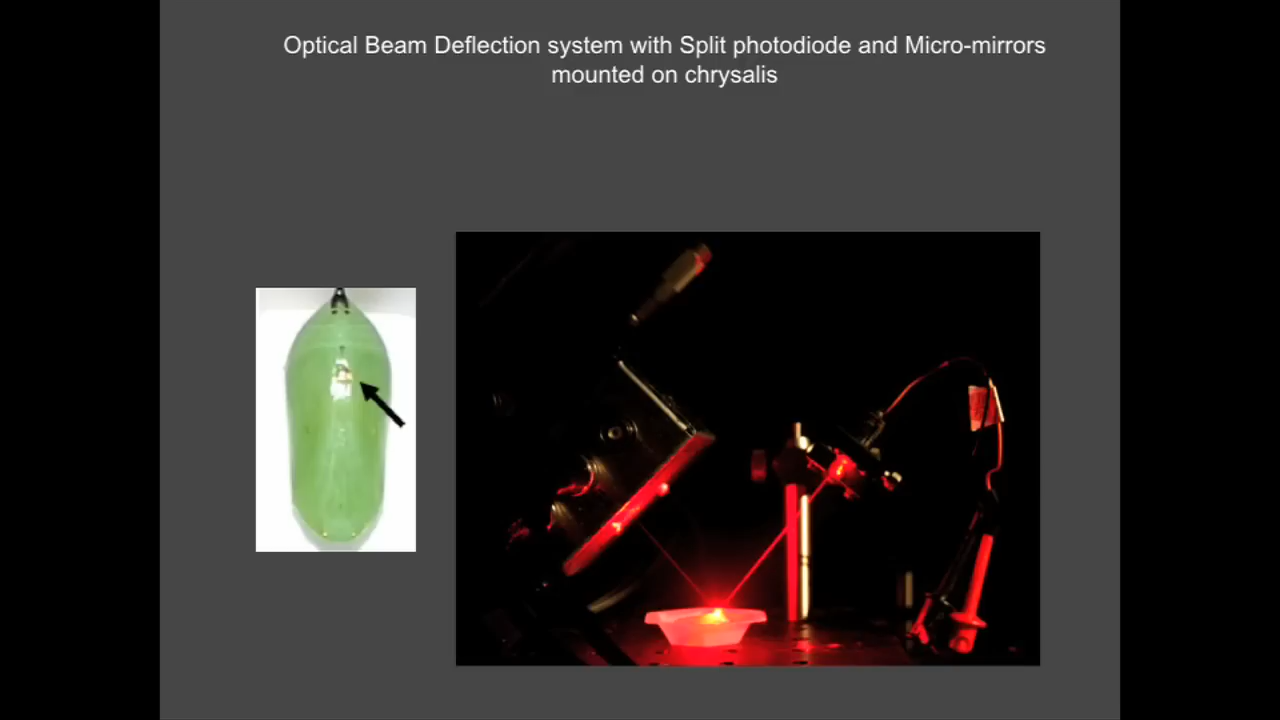 Optical Beam Deflection system with Split photodiode and Micro-mirrors
mounted on chrysalis